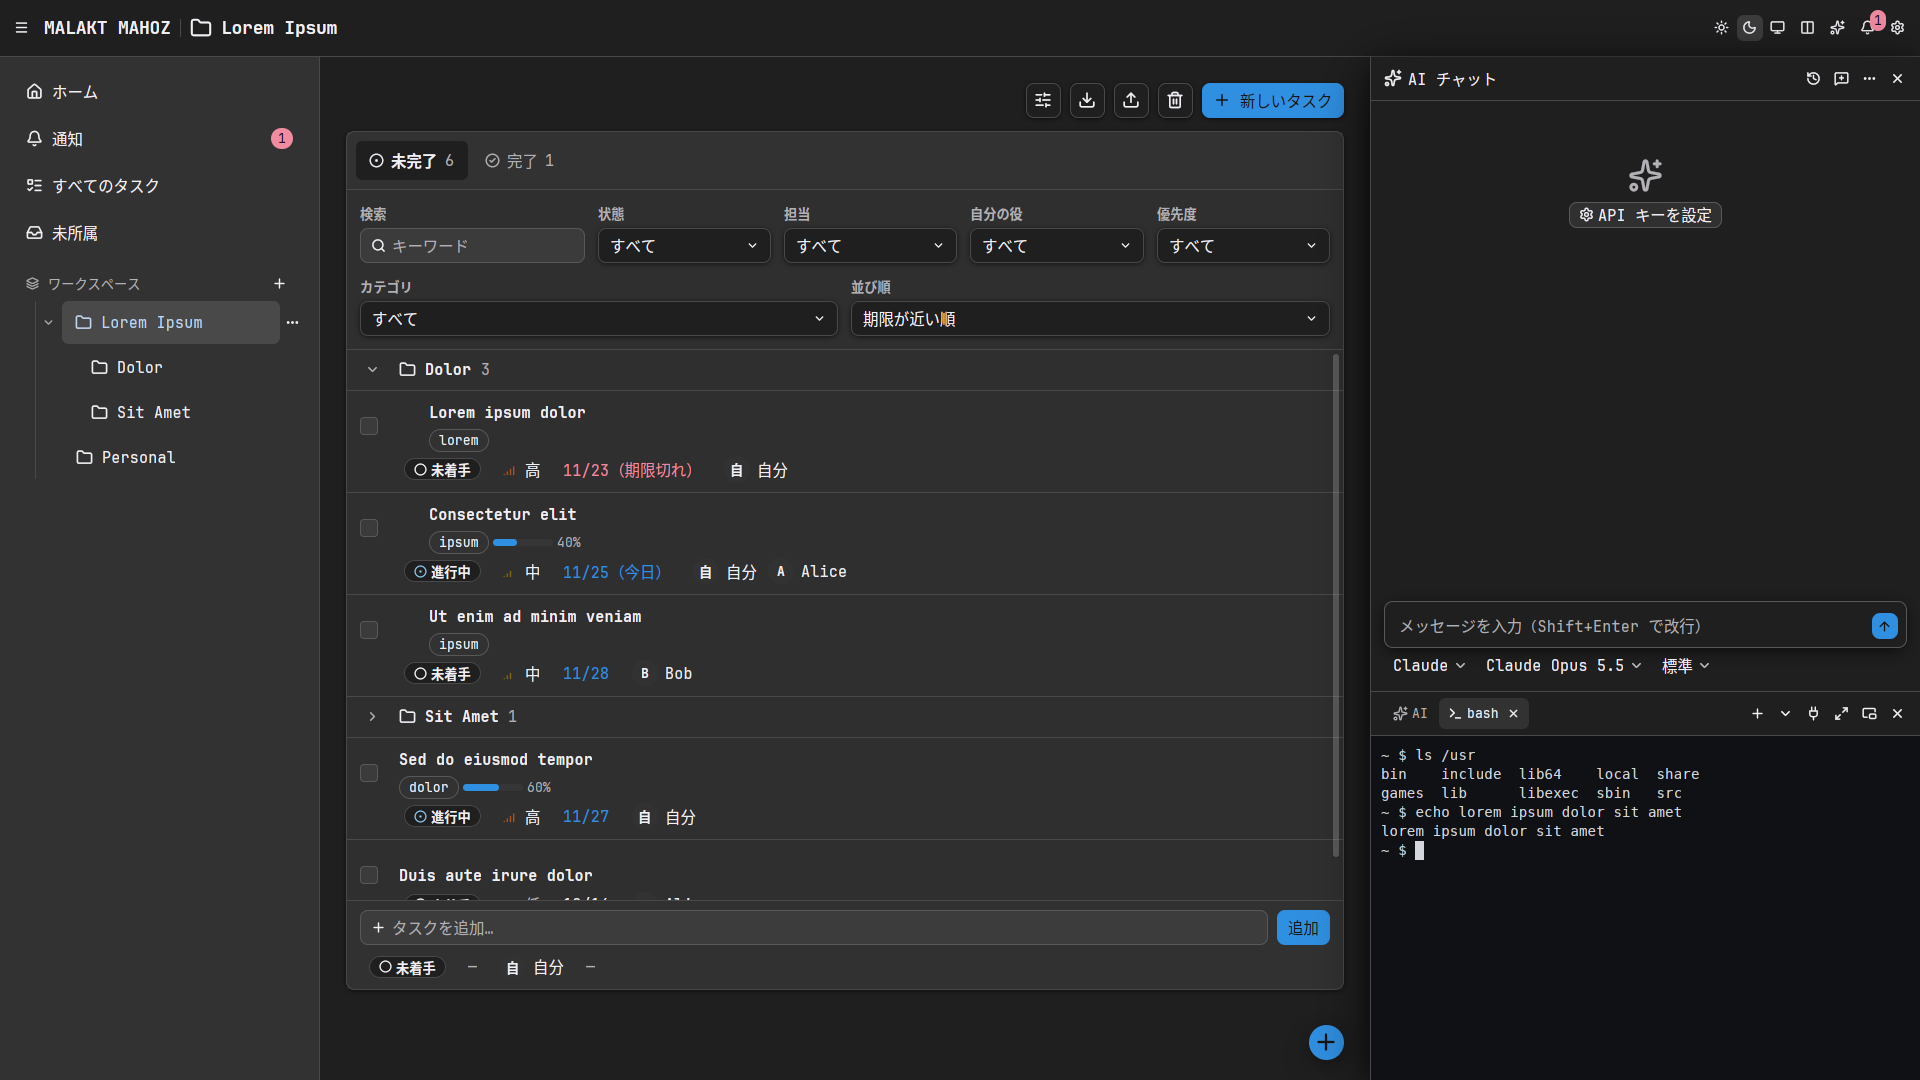 MALAKT MAHOZ
Lorem Ipsum
1
ホーム
通知
1
すべてのタスク
未所属
ワークスペース
Lorem Ipsum
Dolor
Sit Amet
Personal
新しいタスク
未完了 6
完了 1
検索
状態
担当
自分の役
優先度
キーワード
すべて
すべて
すべて
すべて
カテゴリ
並び順
すべて
期限が近い順
Dolor 3
Lorem ipsum dolor
lorem
未着手 高 11/23（期限切れ） 自 自分
Consectetur elit
ipsum 40%
進行中 中 11/25（今日） 自 自分 A Alice
Ut enim ad minim veniam
ipsum
未着手 中 11/28 B Bob
Sit Amet 1
Sed do eiusmod tempor
dolor 60%
進行中 高 11/27 自 自分
Duis aute irure dolor
タスクを追加…
追加
未着手 — 自 自分 —
AI チャット
API キーを設定
メッセージを入力（Shift+Enter で改行）
Claude
Claude Opus 5.5
標準
AI
bash
~ $ ls /usr
bin include lib64 local share
games lib libexec sbin src
~ $ echo lorem ipsum dolor sit amet
lorem ipsum dolor sit amet
~ $